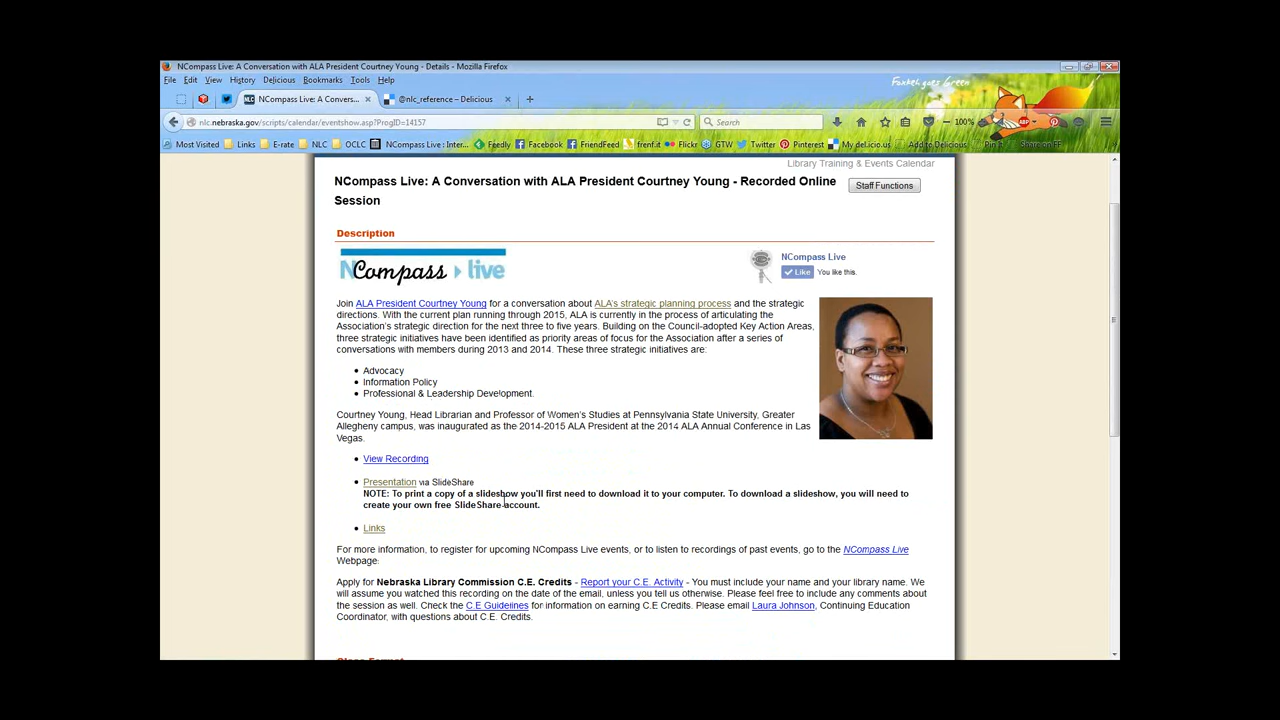 NCompass Live: A Conversation with ALA President Courtney Young - Details - Mozilla Firefox
File Edit View History Delicious Bookmarks Tools Help
Foxkeh goes Green
NLC NCompass Live: A Convers... @nlc_reference – Delicious
nlc.nebraska.gov/scripts/calendar/eventshow.asp?ProgID=14157 Search 100% ABP
Most Visited Links E-rate NLC OCLC NCompass Live : Inter... Feedly Facebook FriendFeed frenf.it Flickr GTW Twitter Pinterest My del.icio.us Add to Delicious Pin It Share on FF
Library Training & Events Calendar
NCompass Live: A Conversation with ALA President Courtney Young - Recorded Online
Session
Staff Functions
Description
NCompass live
NCompass Live
Like You like this.
Join ALA President Courtney Young for a conversation about ALA's strategic planning process and the strategic
directions. With the current plan running through 2015, ALA is currently in the process of articulating the
Association's strategic direction for the next three to five years. Building on the Council-adopted Key Action Areas,
three strategic initiatives have been identified as priority areas of focus for the Association after a series of
conversations with members during 2013 and 2014. These three strategic initiatives are:
Advocacy
Information Policy
Professional & Leadership Development.
Courtney Young, Head Librarian and Professor of Women's Studies at Pennsylvania State University, Greater
Allegheny campus, was inaugurated as the 2014-2015 ALA President at the 2014 ALA Annual Conference in Las
Vegas.
View Recording
Presentation via SlideShare
NOTE: To print a copy of a slideshow you'll first need to download it to your computer. To download a slideshow, you will need to
create your own free SlideShare account.
Links
For more information, to register for upcoming NCompass Live events, or to listen to recordings of past events, go to the NCompass Live
Webpage:
Apply for Nebraska Library Commission C.E. Credits - Report your C.E. Activity - You must include your name and your library name. We
will assume you watched this recording on the date of the email, unless you tell us otherwise. Please feel free to include any comments about
the session as well. Check the C.E Guidelines for information on earning C.E Credits. Please email Laura Johnson, Continuing Education
Coordinator, with questions about C.E. Credits.